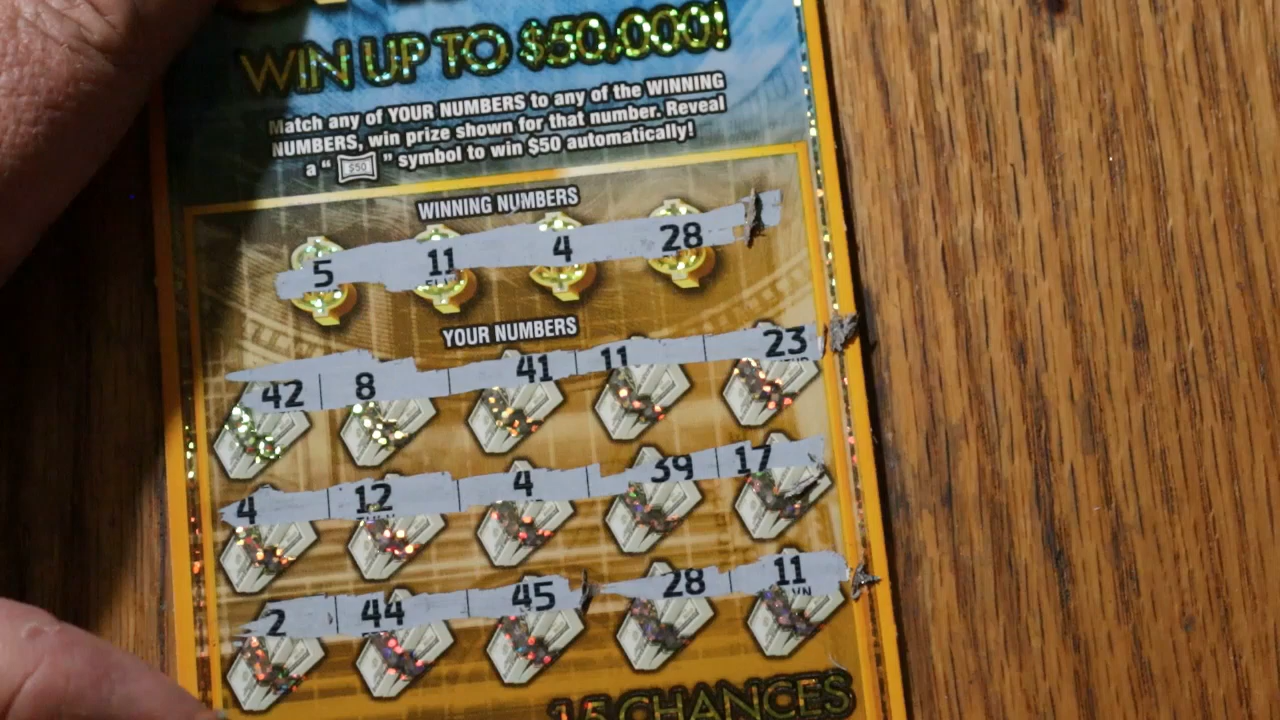 WIN UP TO $50,000!
Match any of YOUR NUMBERS to any of the WINNING
NUMBERS, win prize shown for that number. Reveal
a " $50 " symbol to win $50 automatically!
WINNING NUMBERS
5 11 4 28
YOUR NUMBERS
42 8 41 11 23
4 12 4 39 17
2 44 45 28 11
15 CHANCES